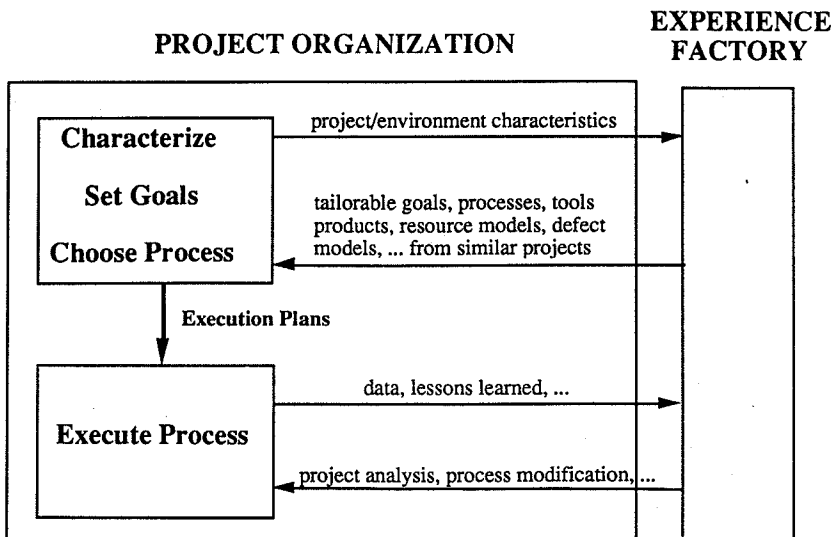 PROJECT ORGANIZATION
EXPERIENCE
FACTORY
Characterize
Set Goals
Choose Process
project/environment characteristics
tailorable goals, processes, tools
products, resource models, defect
models, ... from similar projects
Execution Plans
Execute Process
data, lessons learned, ...
project analysis, process modification, ...